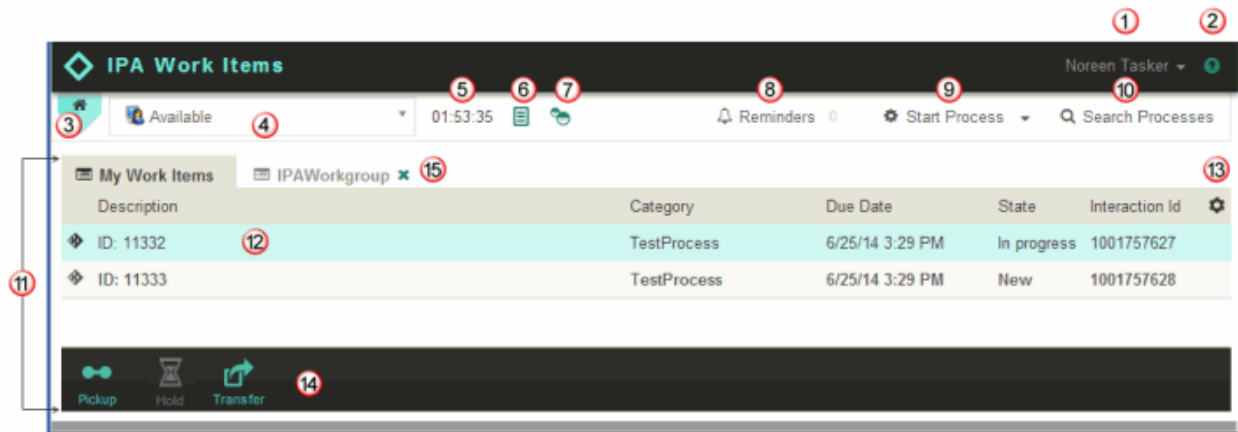 1 2
IPA Work Items Noreen Tasker
5 6 7 8 9 10
3 Available 4 01:53:35 Reminders 0 Start Process Search Processes
My Work Items IPAWorkgroup 15 13
Description Category Due Date State Interaction Id
ID: 11332 12 TestProcess 6/25/14 3:29 PM In progress 1001757627
11 ID: 11333 TestProcess 6/25/14 3:29 PM New 1001757628
14
Pickup Hold Transfer